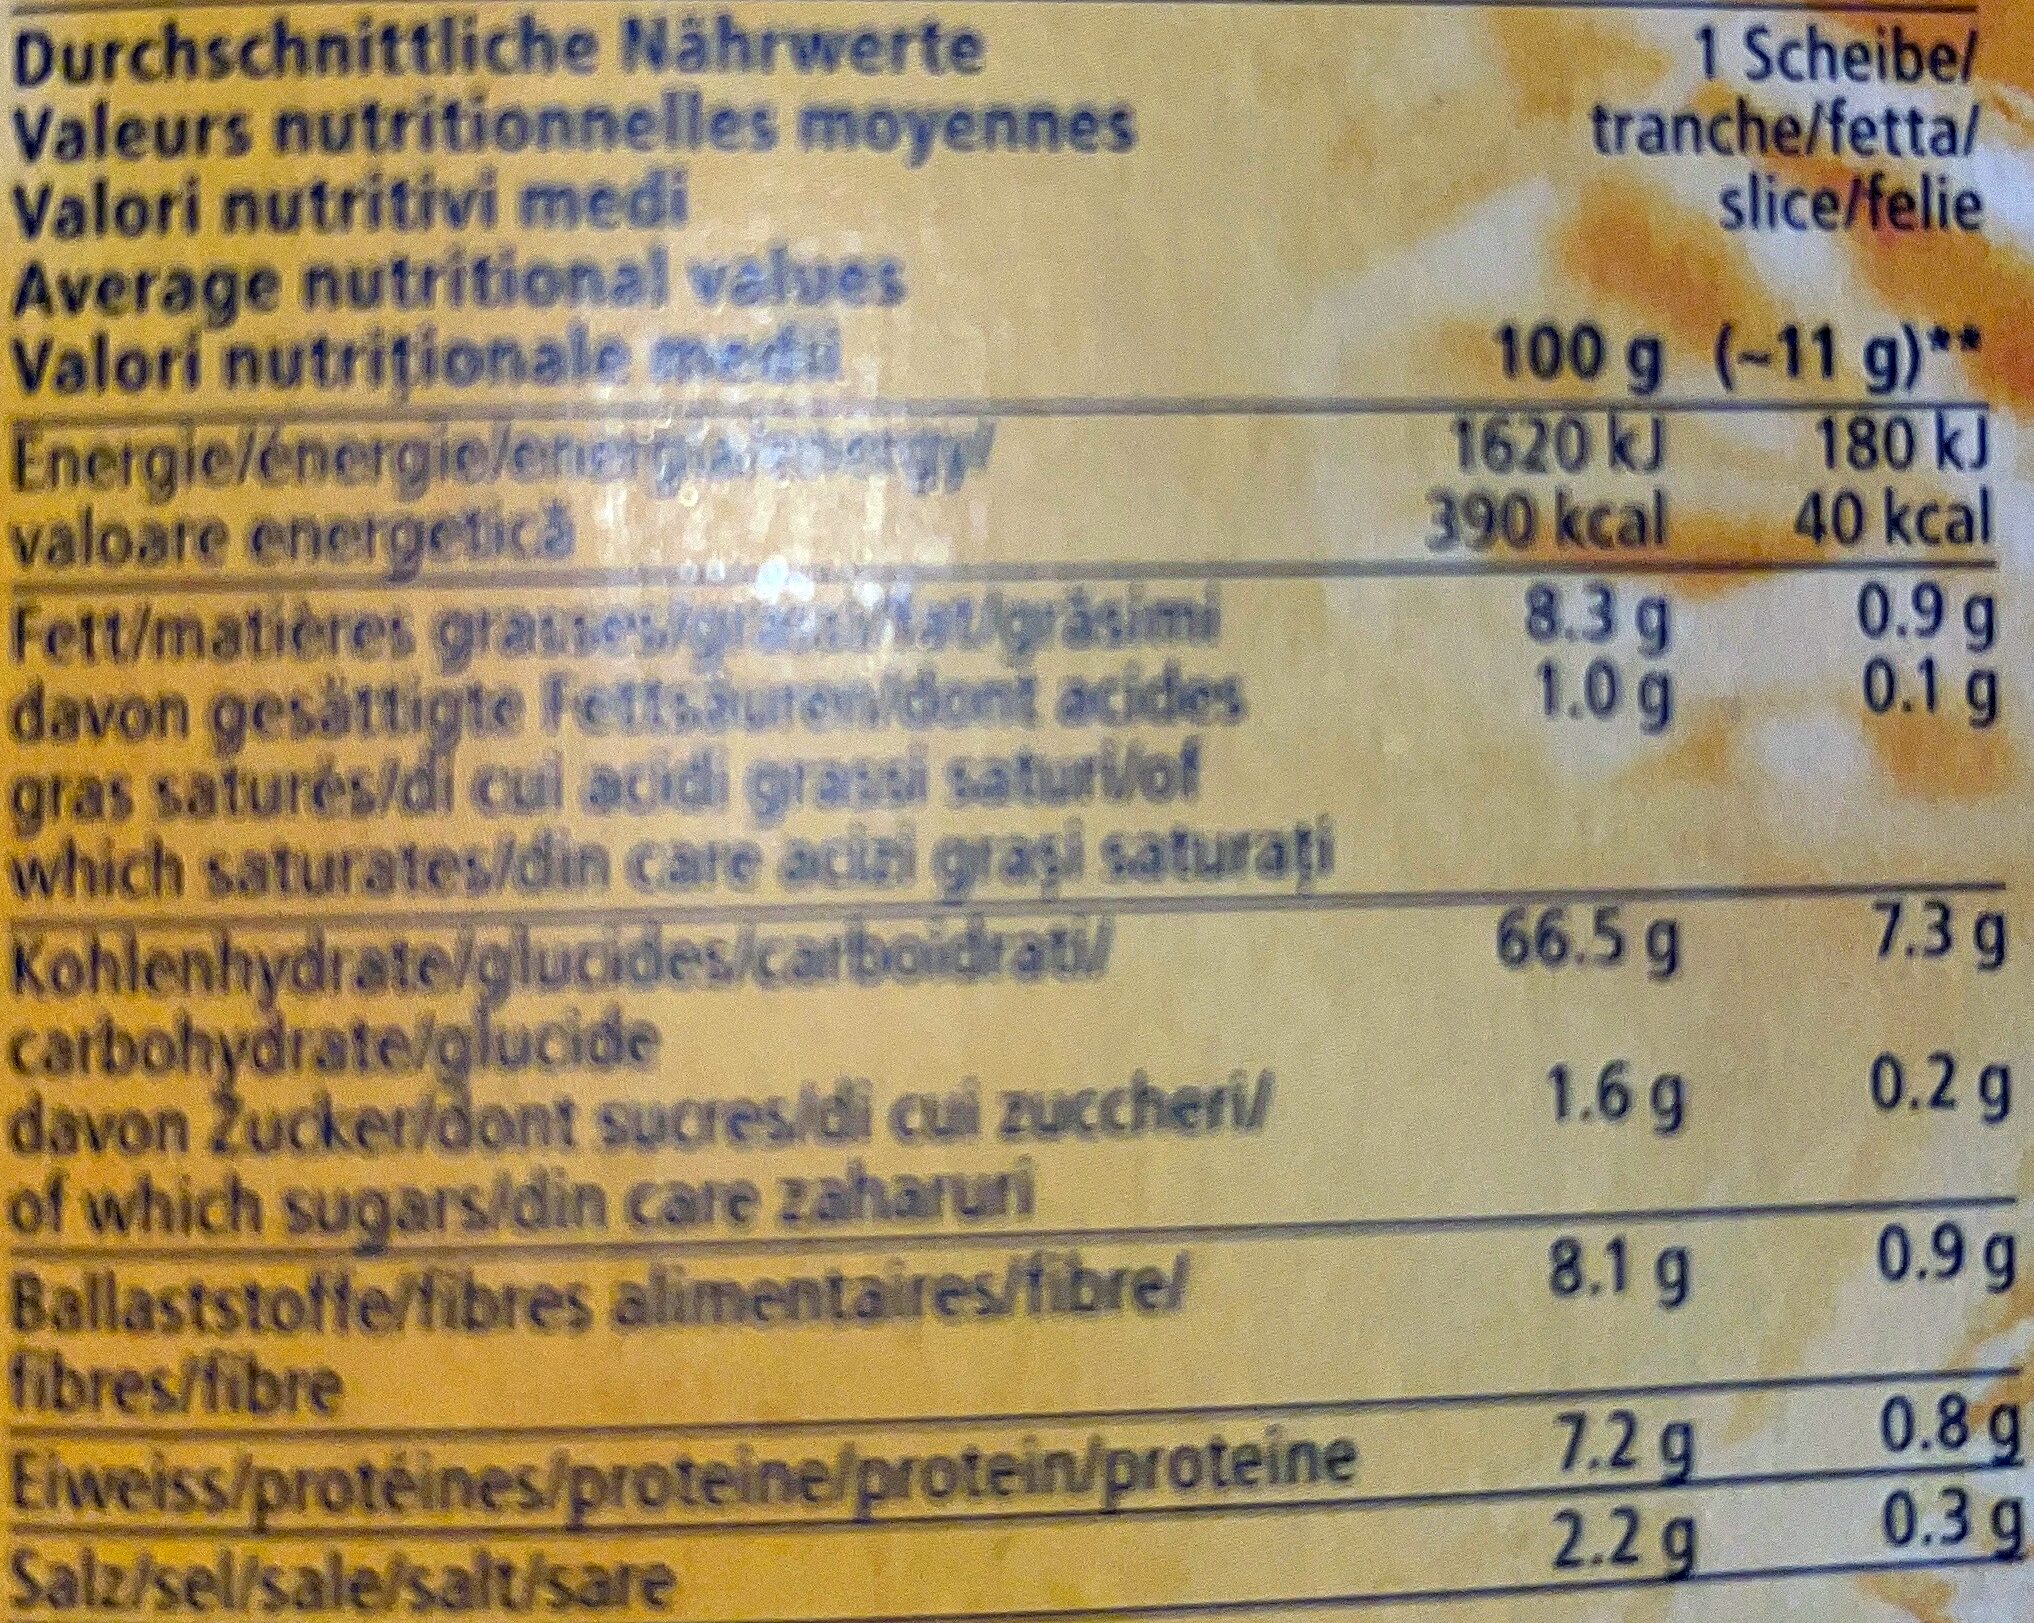 Durchschnittliche Nährwerte 1 Scheibe/
Valeurs nutritionnelles moyennes tranche/fetta/
Valori nutritivi medi slice/felie
Average nutritional values
Valori nutriționale medii 100 g (~11 g)**
Energie/énergie/energia/energy/ 1620 kJ 180 kJ
valoare energetică 390 kcal 40 kcal
Fett/matières grasses/grassi/fat/grăsimi 8.3 g 0.9 g
davon gesättigte Fettsäuren/dont acides 1.0 g 0.1 g
gras saturés/di cui acidi grassi saturi/of
which saturates/din care acizi grași saturați
Kohlenhydrate/glucides/carboidrati/ 66.5 g 7.3 g
carbohydrate/glucide
davon Zucker/dont sucres/di cui zuccheri/ 1.6 g 0.2 g
of which sugars/din care zaharuri
Ballaststoffe/fibres alimentaires/fibre/ 8.1 g 0.9 g
fibres/fibre
Eiweiss/protéines/proteine/protein/proteine 7.2 g 0.8 g
Salz/sel/sale/salt/sare 2.2 g 0.3 g